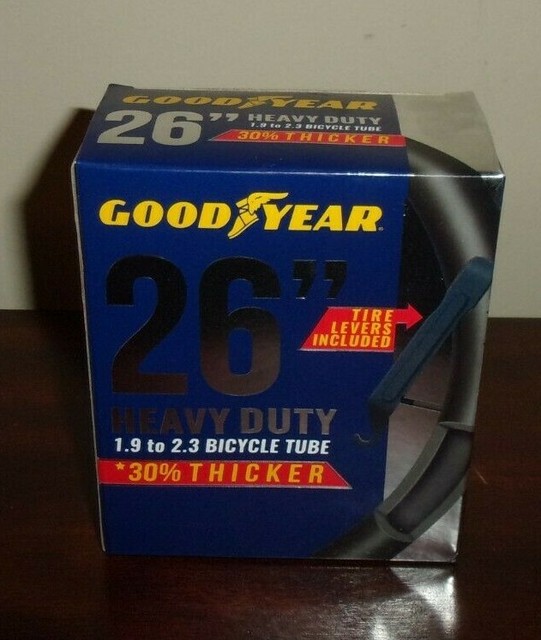 GOODYEAR
26" HEAVY DUTY
1.9 to 2.3 BICYCLE TUBE
30% THICKER
GOODYEAR
26"
TIRE
LEVERS
INCLUDED
HEAVY DUTY
1.9 to 2.3 BICYCLE TUBE
*30% THICKER